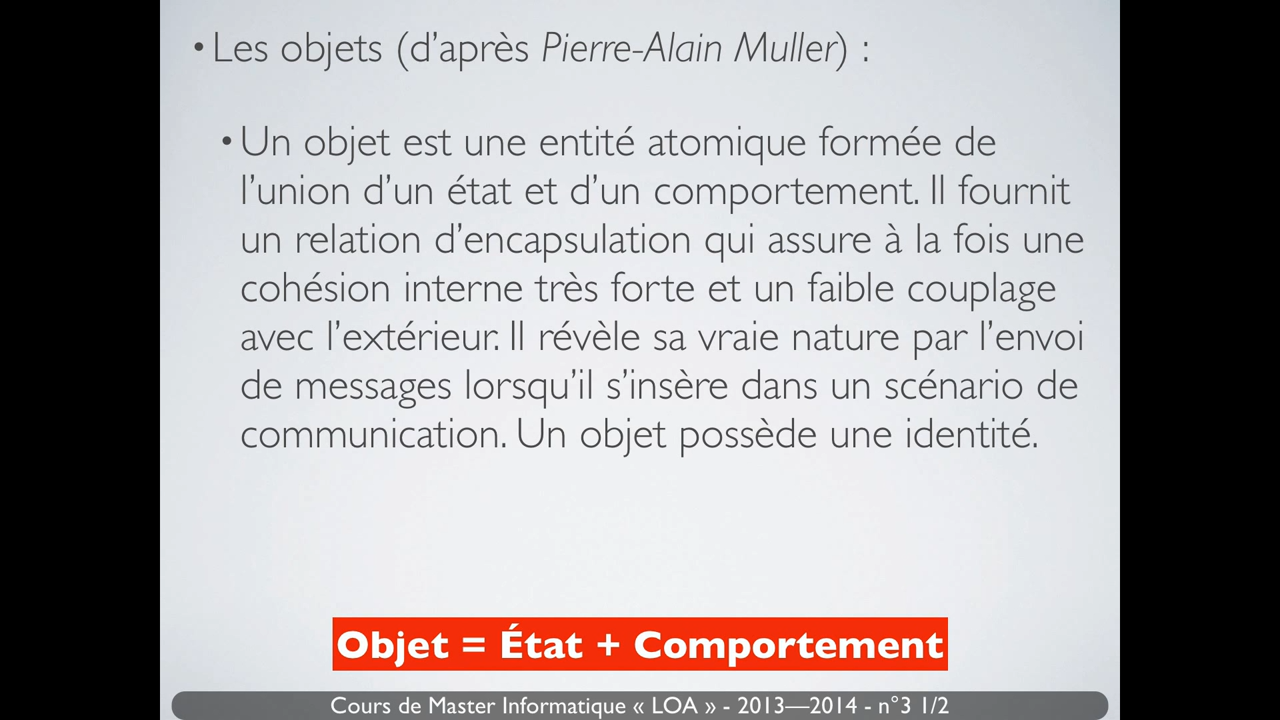 • Les objets (d’après Pierre-Alain Muller) :
• Un objet est une entité atomique formée de
l’union d’un état et d’un comportement. Il fournit
un relation d’encapsulation qui assure à la fois une
cohésion interne très forte et un faible couplage
avec l’extérieur. Il révèle sa vraie nature par l’envoi
de messages lorsqu’il s’insère dans un scénario de
communication. Un objet possède une identité.
Objet = État + Comportement
Cours de Master Informatique « LOA » - 2013—2014 - n°3 1/2